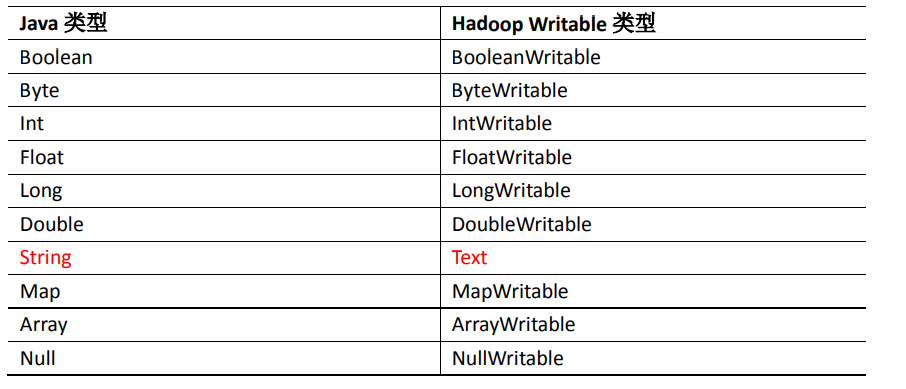 Java 类型 Hadoop Writable 类型
Boolean BooleanWritable
Byte ByteWritable
Int IntWritable
Float FloatWritable
Long LongWritable
Double DoubleWritable
String Text
Map MapWritable
Array ArrayWritable
Null NullWritable